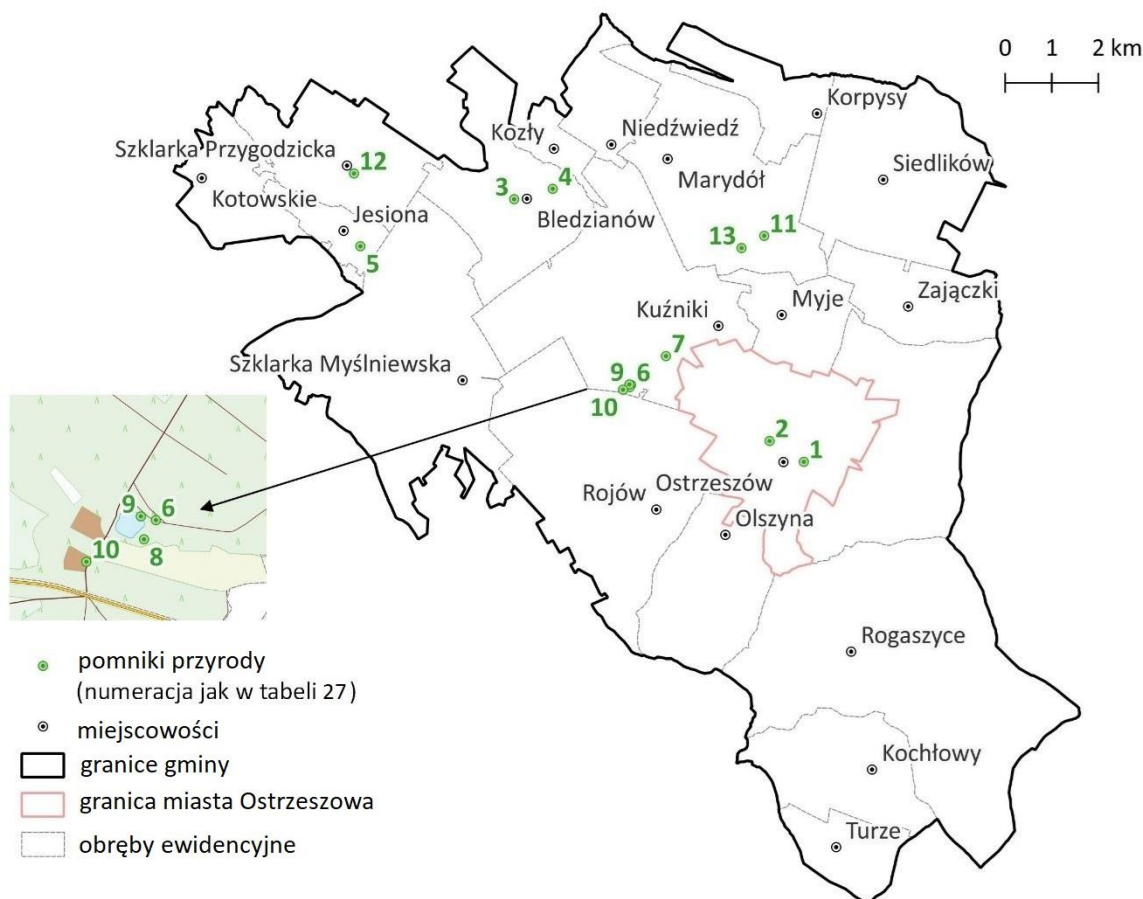 0 1 2 km
Korpysy
Niedźwiedź
Kozły
Szklarka Przygodzicka
12
Marydół
Siedlików
Kotowskie
3
4
Bledzianów
Jesiona
5
13
11
Zajączki
Myje
Kuźniki
7
Szklarka Myślniewska
9
6
10
2
1
Ostrzeszów
Rojów
Olszyna
9
6
8
10
Rogaszyce
Kochłowy
Turze
pomniki przyrody
(numeracja jak w tabeli 27)
miejscowości
granice gminy
granica miasta Ostrzeszowa
obręby ewidencyjne